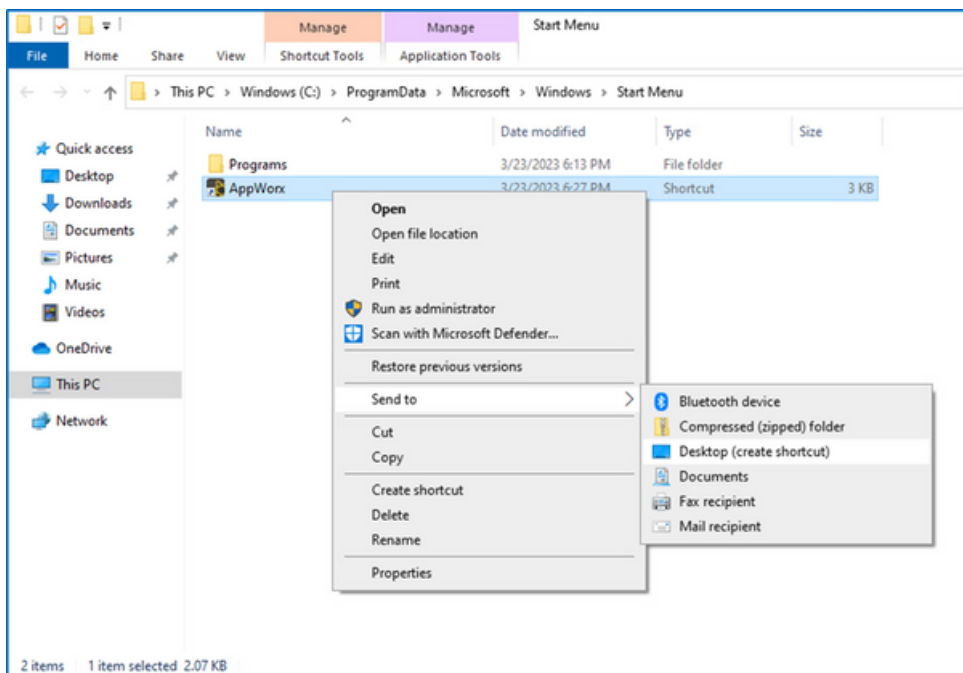 Manage Manage Start Menu
File Home Share View Shortcut Tools Application Tools
This PC > Windows (C:) > ProgramData > Microsoft > Windows > Start Menu
Name Date modified Type Size
Quick access
Desktop
Downloads
Documents
Pictures
Music
Videos
OneDrive
This PC
Network
Programs 3/23/2023 6:13 PM File folder
AppWorx 3/23/2023 6:27 PM Shortcut 3 KB
Open
Open file location
Edit
Print
Run as administrator
Scan with Microsoft Defender...
Restore previous versions
Send to
Cut
Copy
Create shortcut
Delete
Rename
Properties
Bluetooth device
Compressed (zipped) folder
Desktop (create shortcut)
Documents
Fax recipient
Mail recipient
2 items 1 item selected 2.07 KB